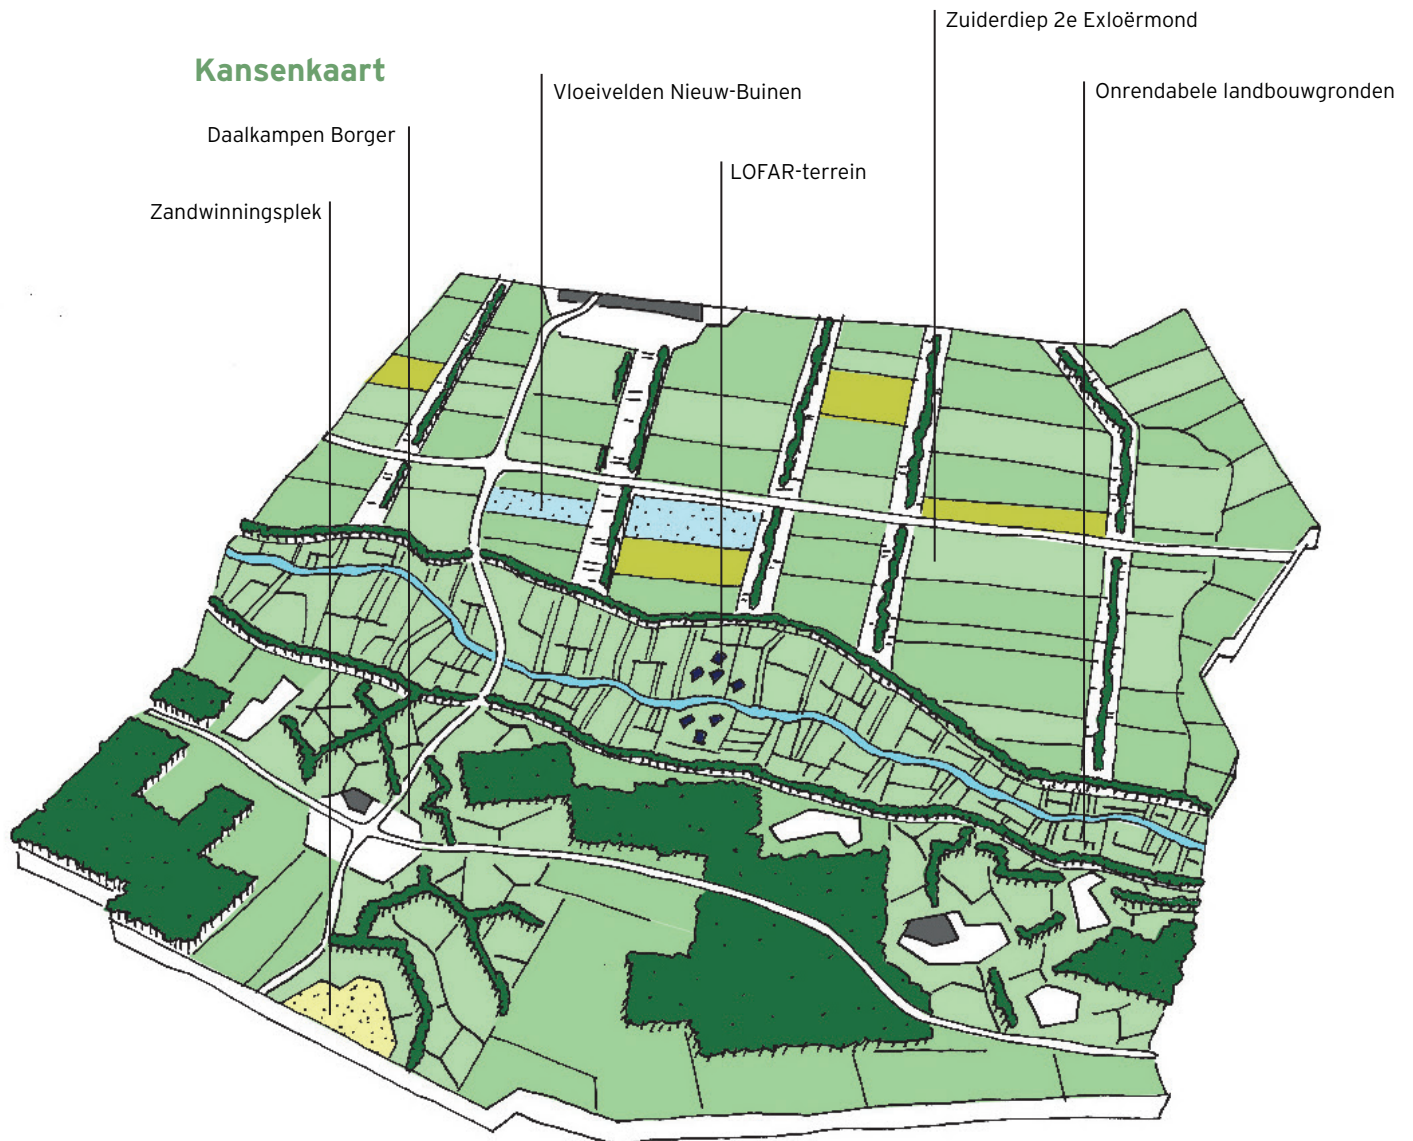 Zuiderdiep 2e Exloërmond
Kansenkaart
Vloeivelden Nieuw-Buinen
Onrendabele landbouwgronden
Daalkampen Borger
LOFAR-terrein
Zandwinningsplek